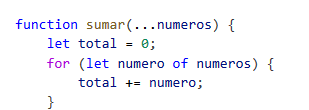 function sumar(...numeros) {
    let total = 0;
    for (let numero of numeros) {
        total += numero;
    }